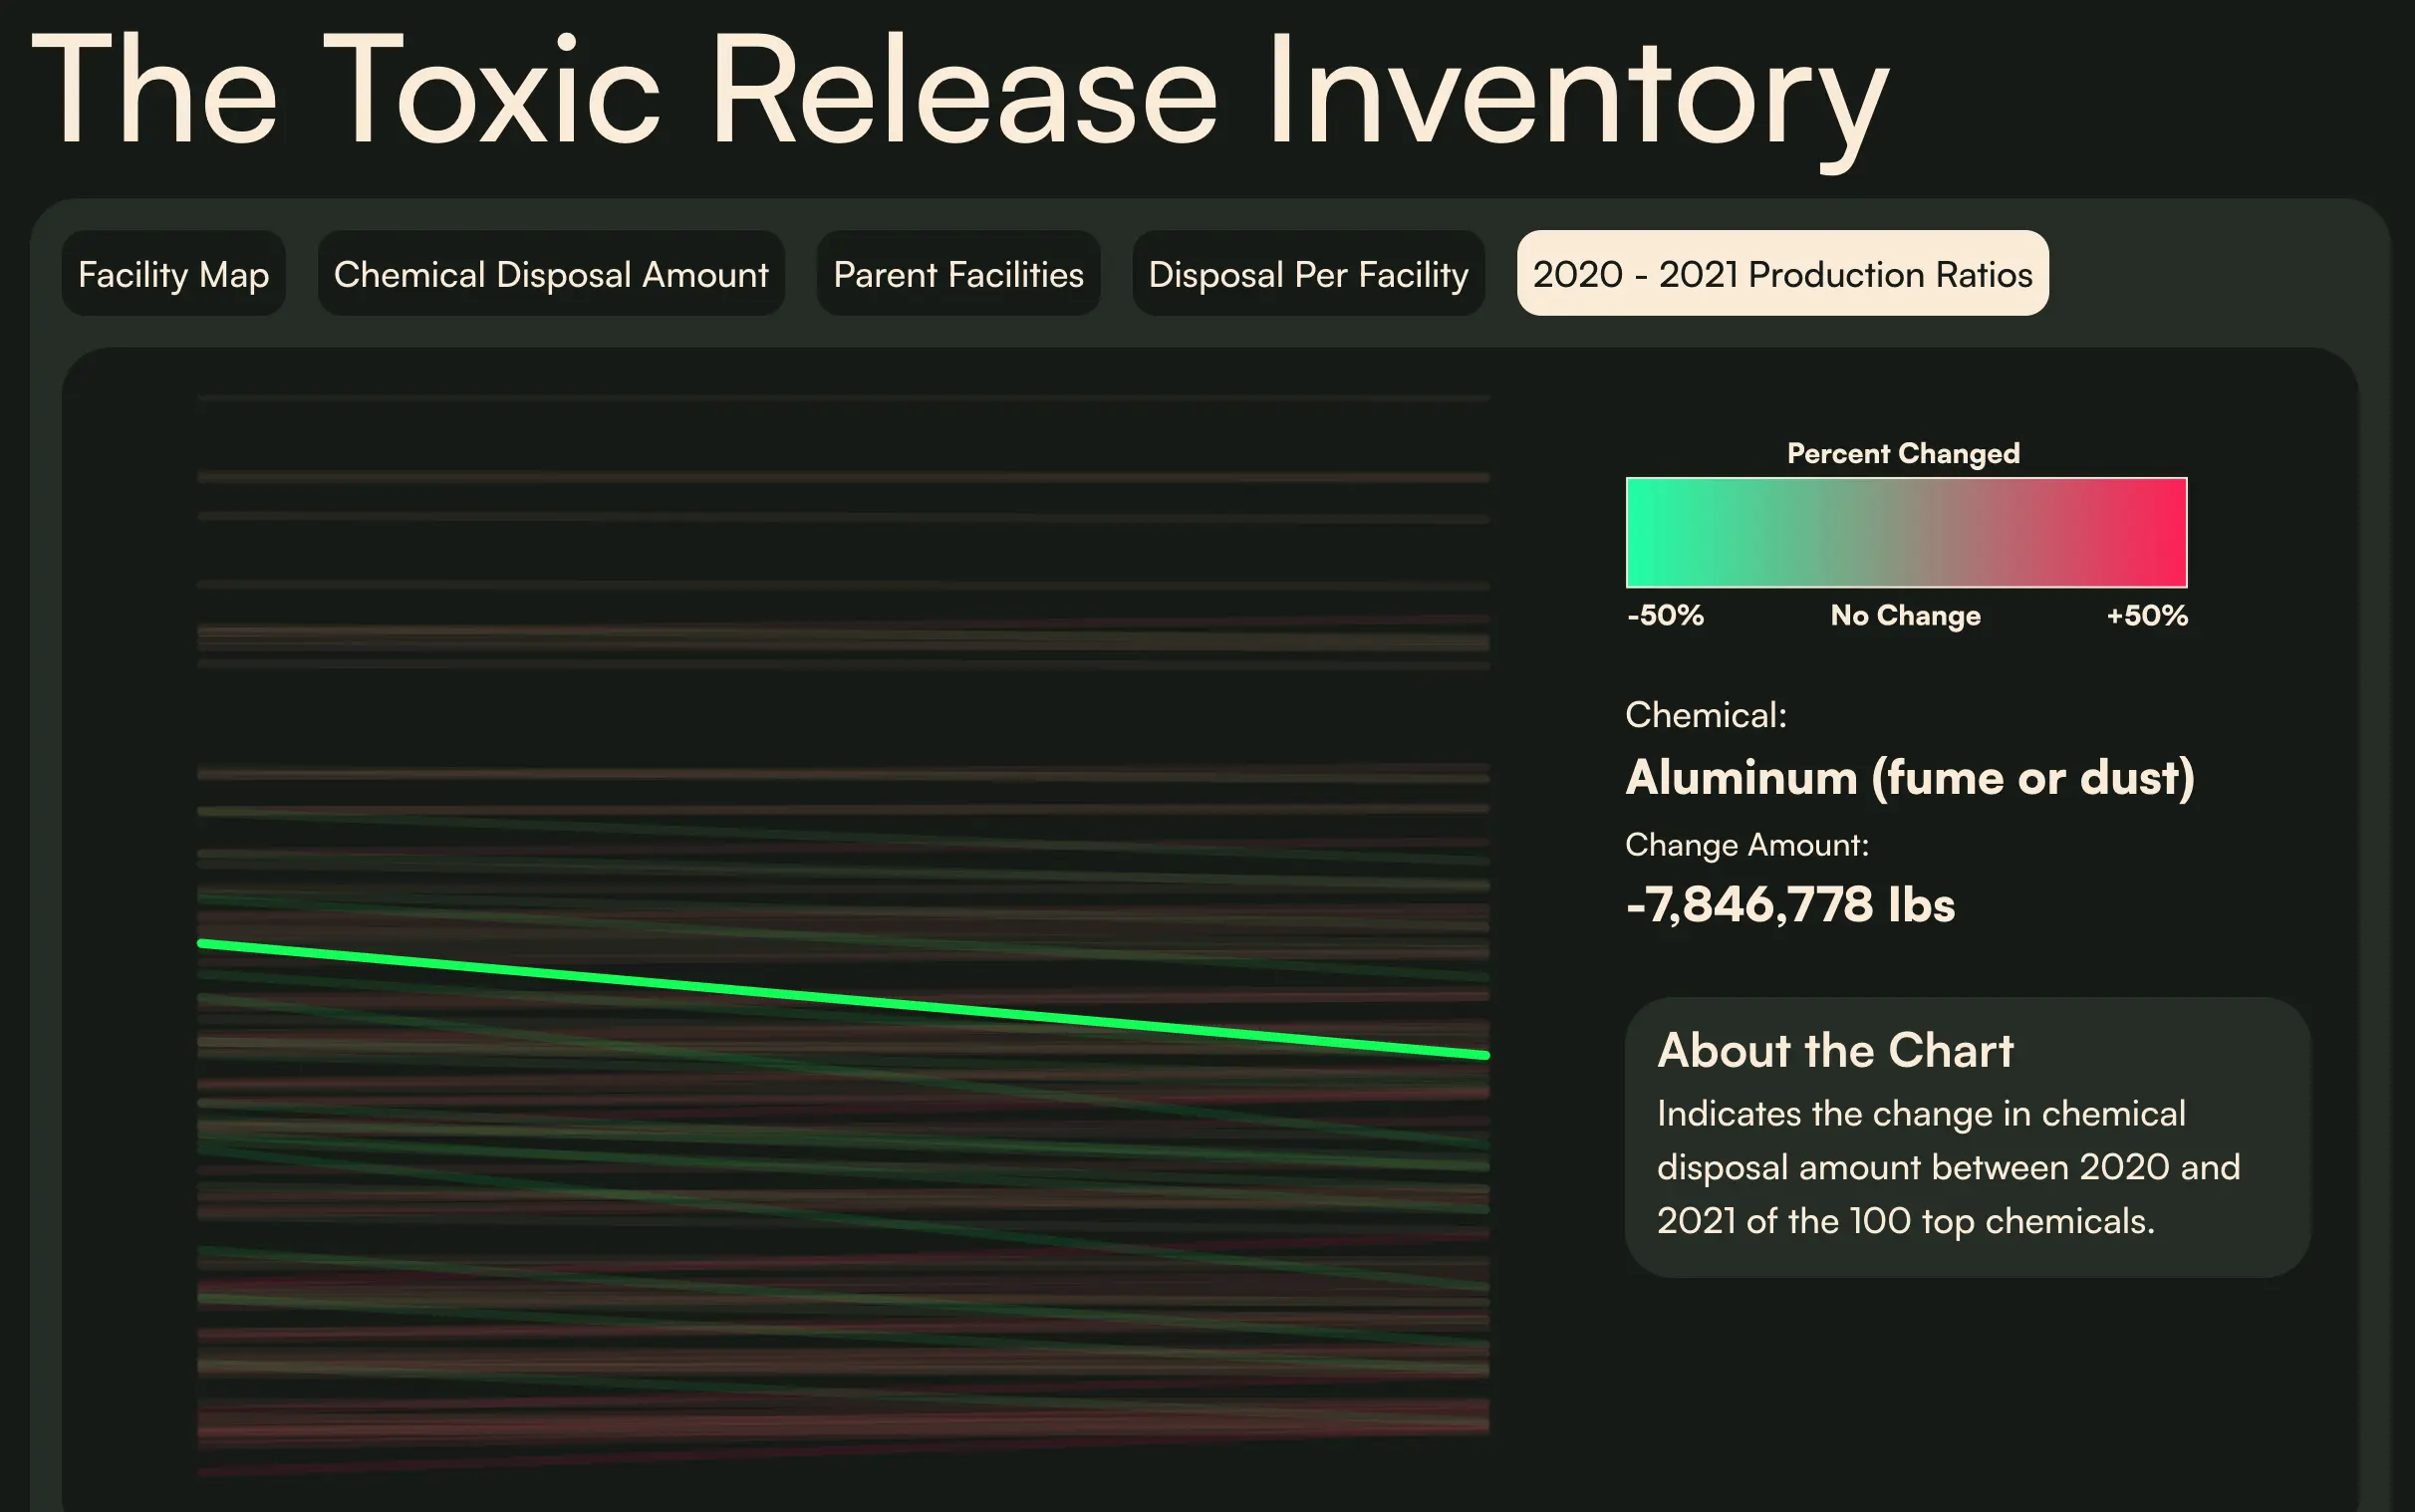 The Toxic Release Inventory
Facility Map
Chemical Disposal Amount
Parent Facilities
Disposal Per Facility
2020 - 2021 Production Ratios
Percent Changed
-50%
No Change
+50%
Chemical:
Aluminum (fume or dust)
Change Amount:
-7,846,778 lbs
About the Chart
Indicates the change in chemical
disposal amount between 2020 and
2021 of the 100 top chemicals.